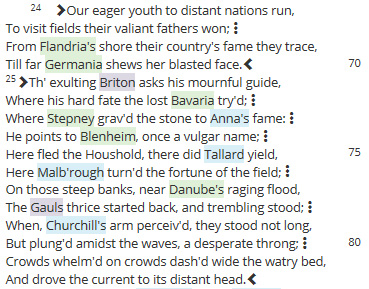 24 Our eager youth to distant nations run,
To visit fields their valiant fathers won;
From Flandria's shore their country's fame they trace,
Till far Germania shews her blasted face. 70
25 Th' exulting Briton asks his mournful guide,
Where his hard fate the lost Bavaria try'd;
Where Stepney grav'd the stone to Anna's fame:
He points to Blenheim, once a vulgar name;
Here fled the Houshold, there did Tallard yield, 75
Here Malb'rough turn'd the fortune of the field;
On those steep banks, near Danube's raging flood,
The Gauls thrice started back, and trembling stood;
When, Churchill's arm perceiv'd, they stood not long,
But plung'd amidst the waves, a desperate throng; 80
Crowds whelm'd on crowds dash'd wide the watry bed,
And drove the current to its distant head.